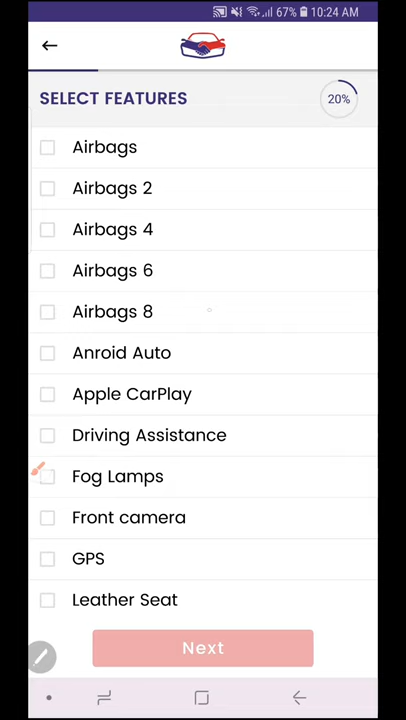 67% 10:24 AM
SELECT FEATURES
20%
Airbags
Airbags 2
Airbags 4
Airbags 6
Airbags 8
Anroid Auto
Apple CarPlay
Driving Assistance
Fog Lamps
Front camera
GPS
Leather Seat
Next